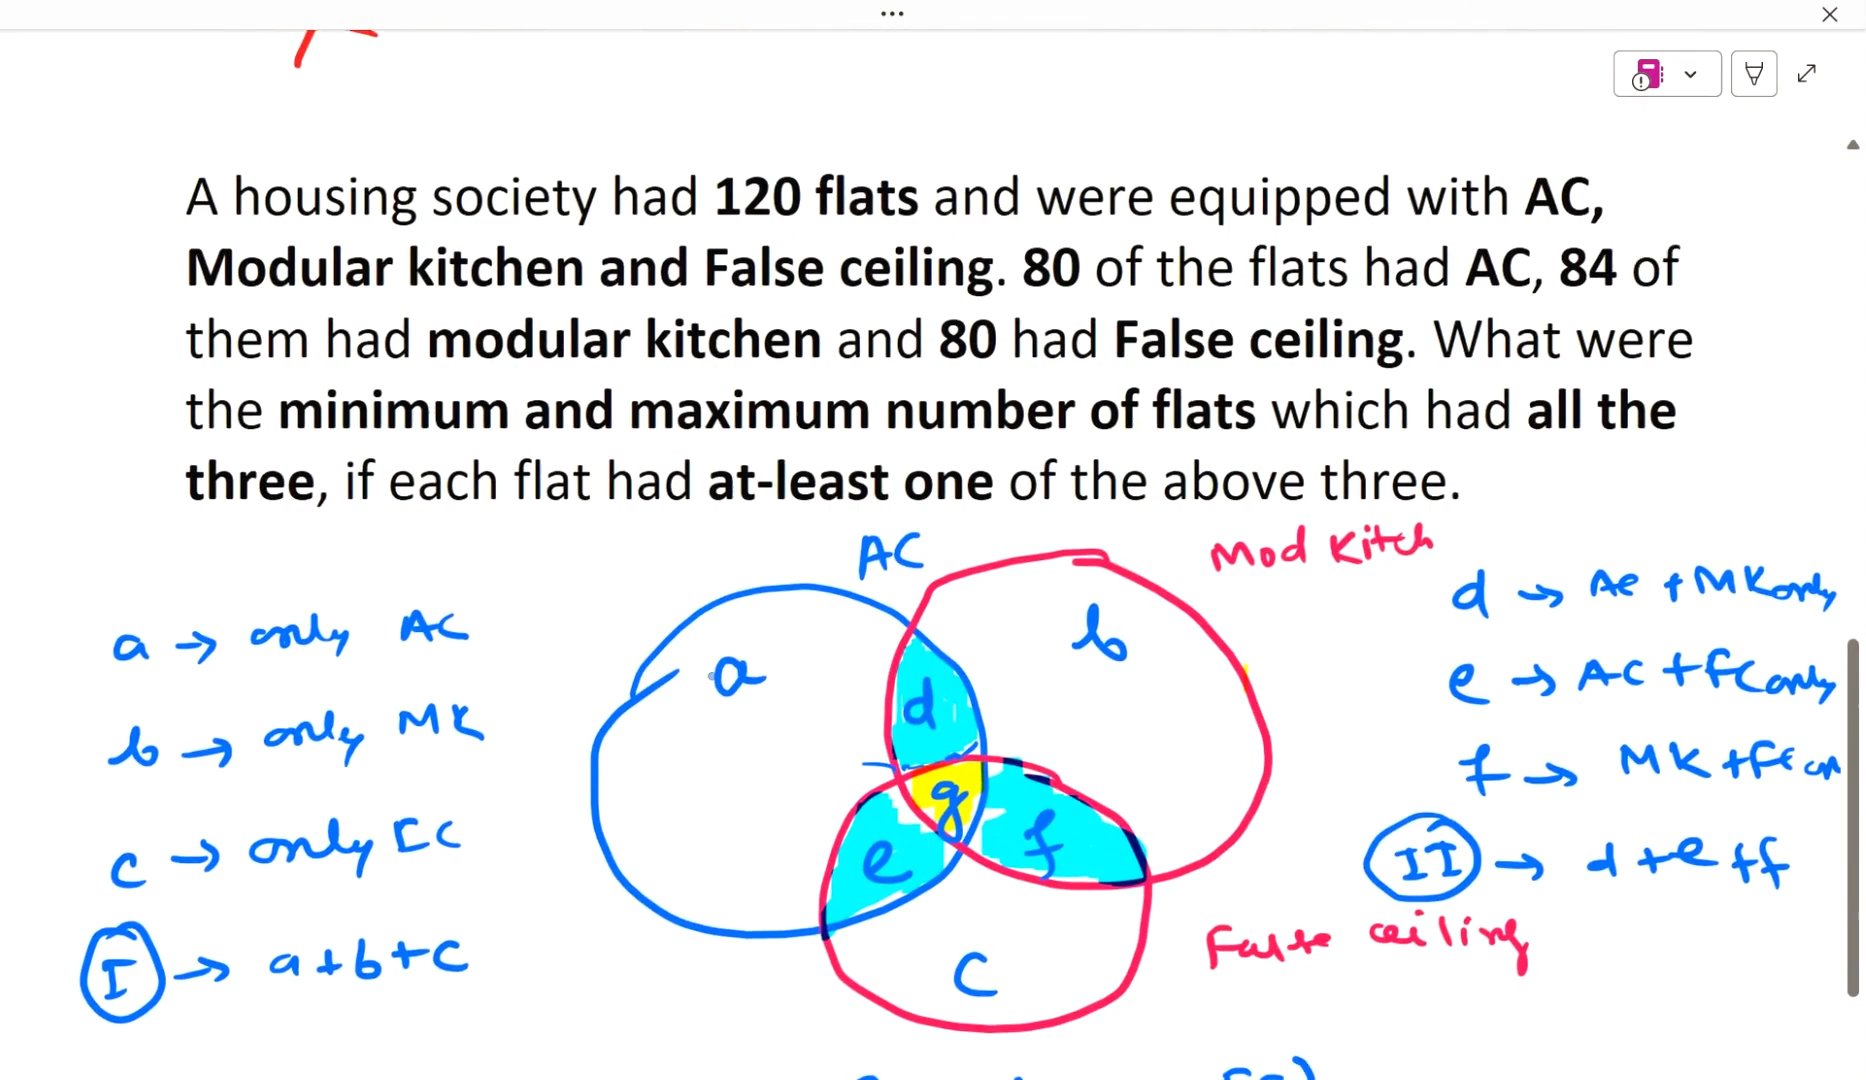 A housing society had 120 flats and were equipped with AC,
Modular kitchen and False ceiling. 80 of the flats had AC, 84 of
them had modular kitchen and 80 had False ceiling. What were
the minimum and maximum number of flats which had all the
three, if each flat had at-least one of the above three.
AC
Mod Kitch
a → only AC
b → only MK
c → only FC
I → a+b+c
a
b
d
g
e
f
C
d → AC + MK only
e → AC + FC only
f → MK + FC on
II → d+e+f
False ceiling